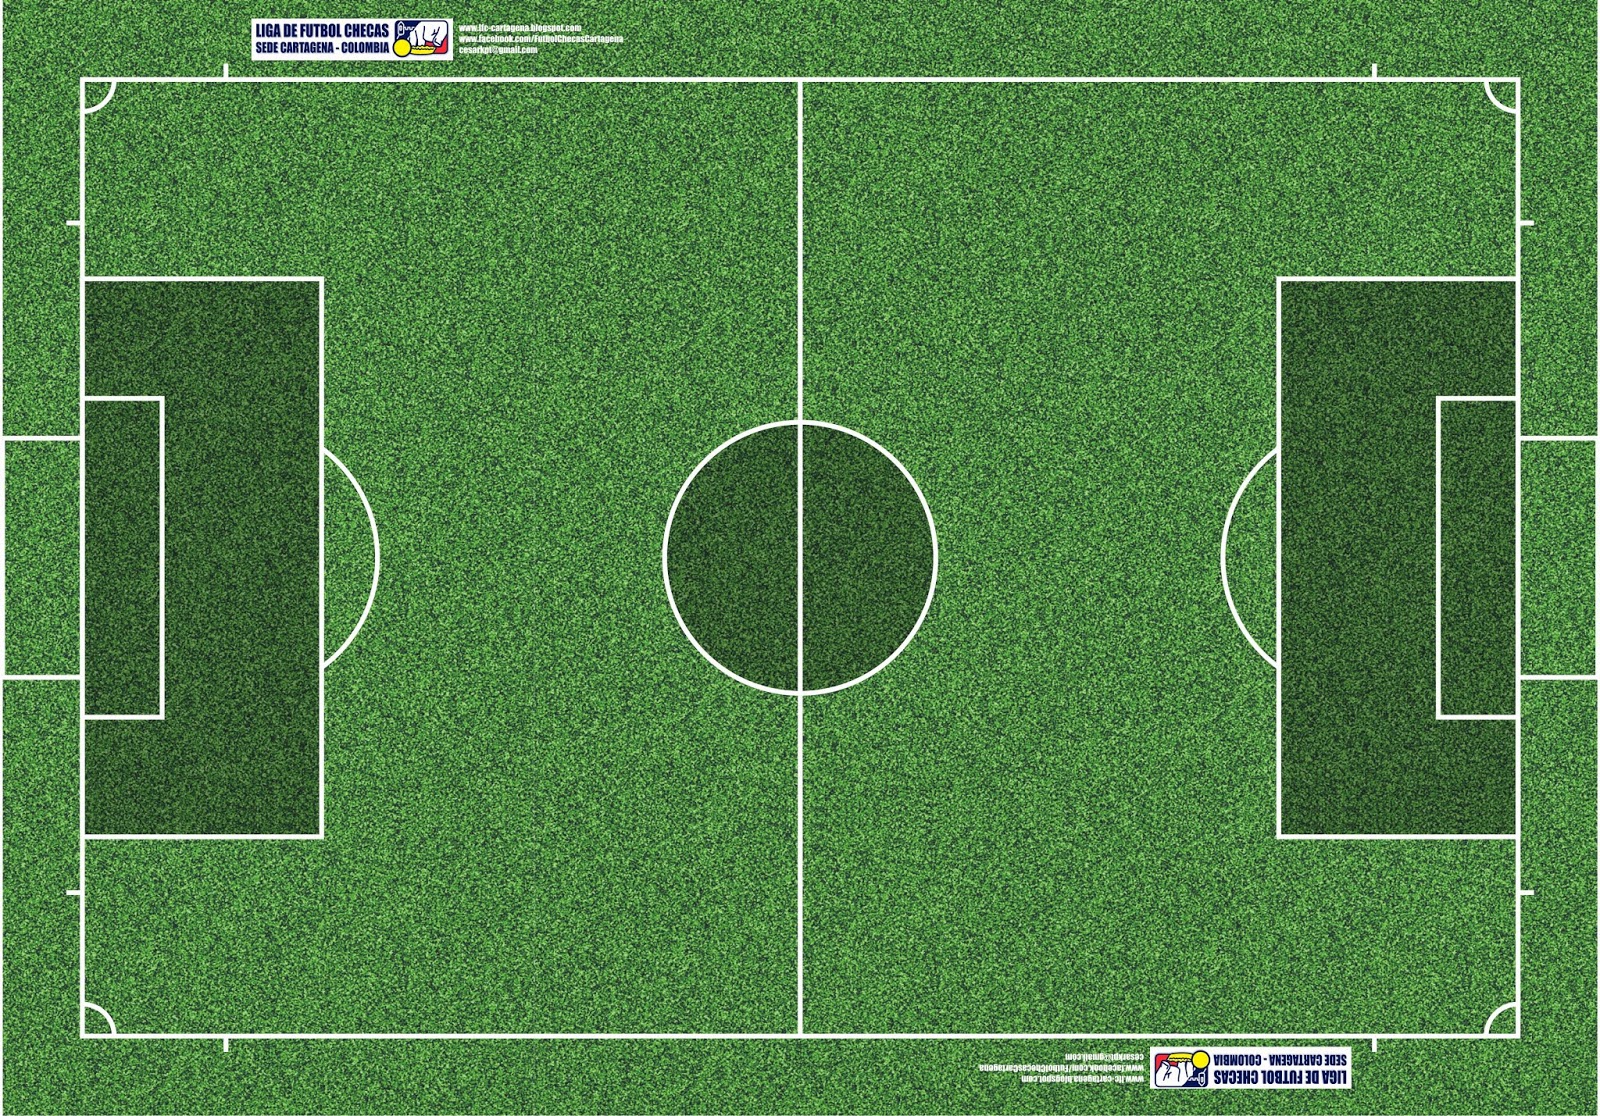 LIGA DE FUTBOL CHECAS
SEDE CARTAGENA - COLOMBIA
www.lfc-cartagena.blogspot.com
www.facebook.com/FutbolChecasCartagena
cesarkpt@gmail.com
LIGA DE FUTBOL CHECAS
SEDE CARTAGENA - COLOMBIA
www.lfc-cartagena.blogspot.com
www.facebook.com/FutbolChecasCartagena
cesarkpt@gmail.com